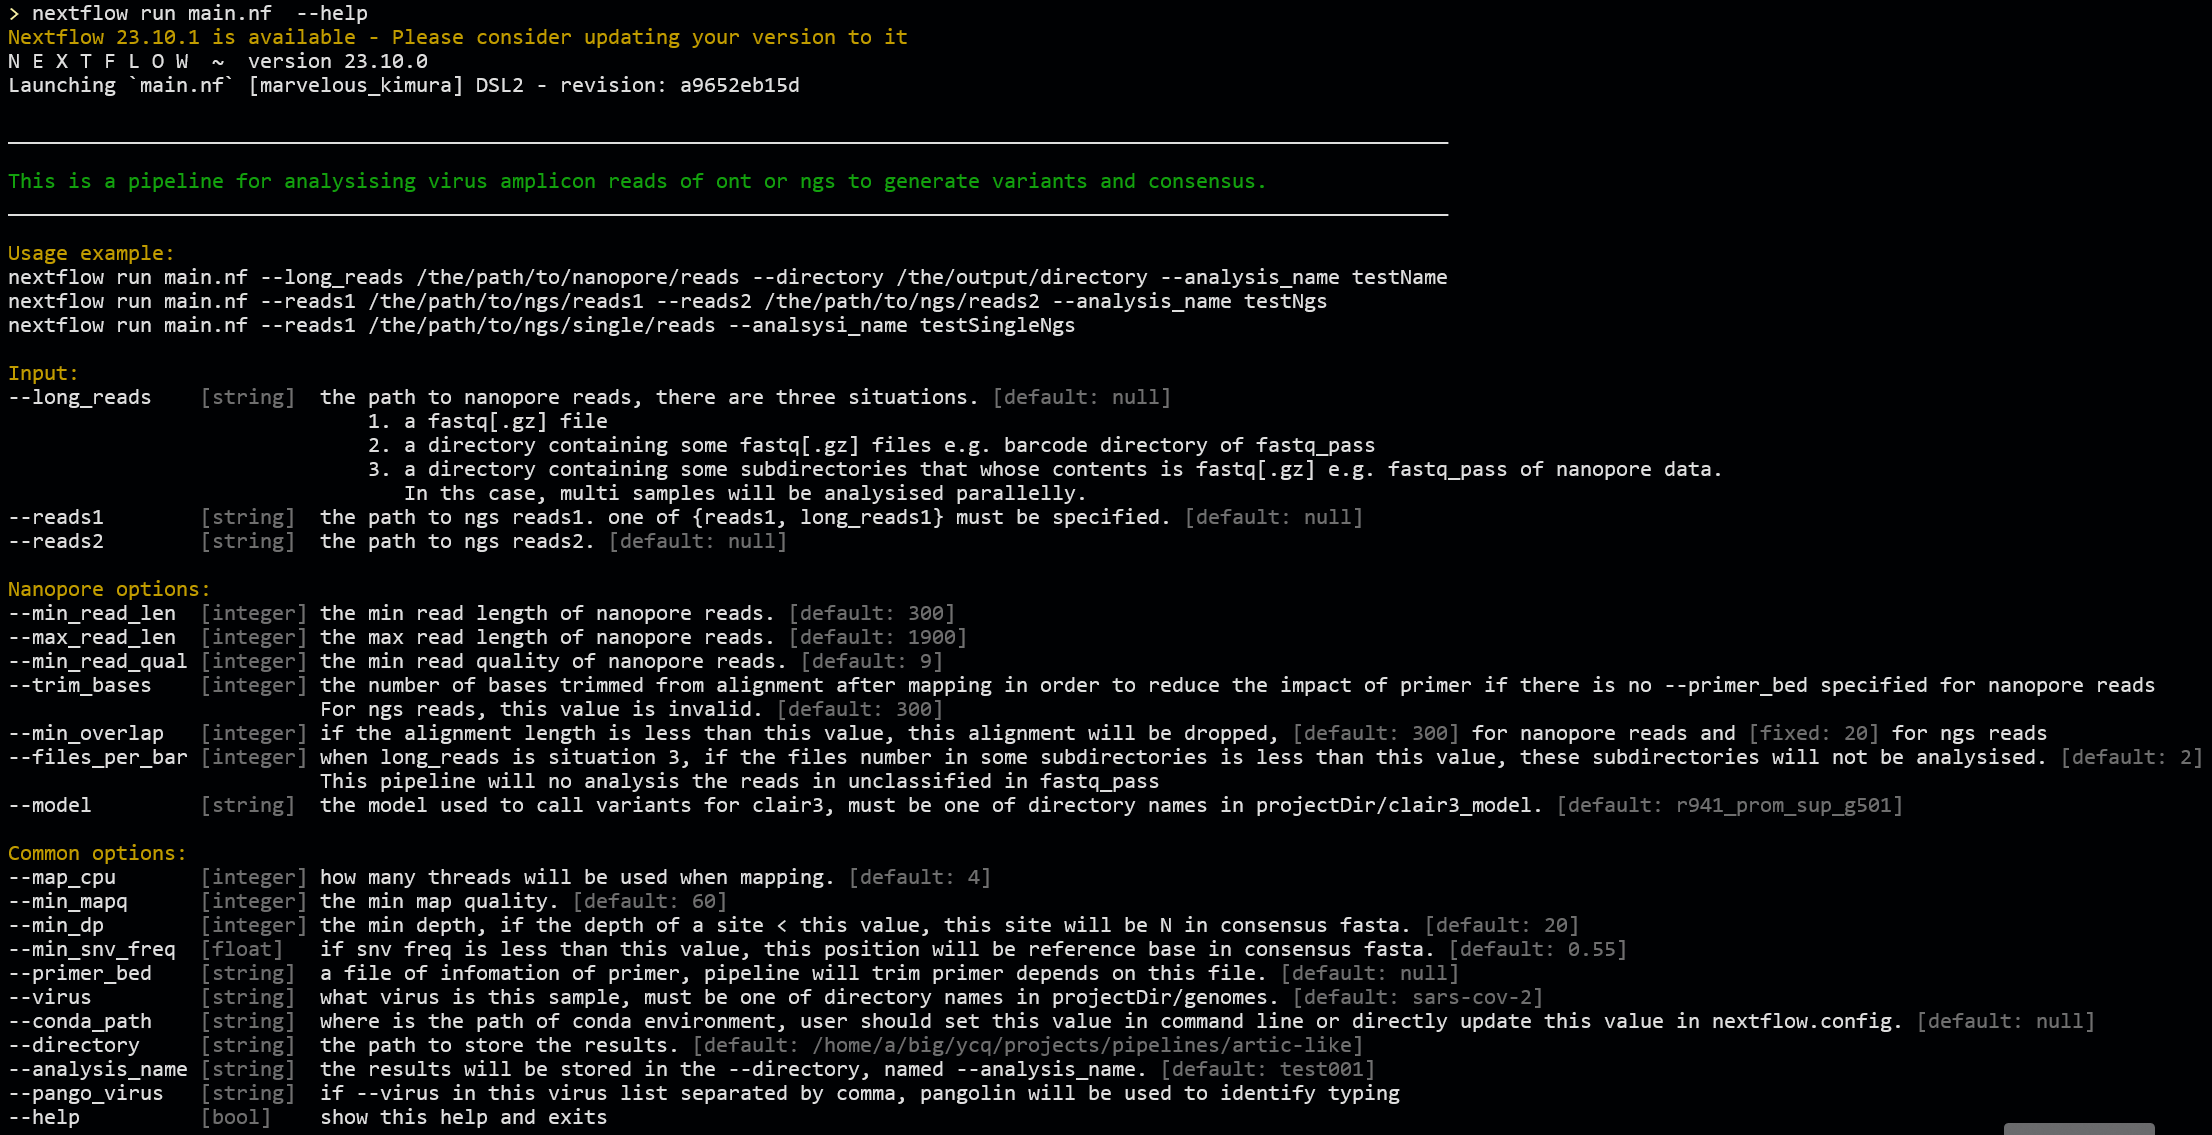 > nextflow run main.nf  --help
Nextflow 23.10.1 is available - Please consider updating your version to it
N E X T F L O W  ~  version 23.10.0
Launching `main.nf` [marvelous_kimura] DSL2 - revision: a9652eb15d
This is a pipeline for analysising virus amplicon reads of ont or ngs to generate variants and consensus.
Usage example:
nextflow run main.nf --long_reads /the/path/to/nanopore/reads --directory /the/output/directory --analysis_name testName
nextflow run main.nf --reads1 /the/path/to/ngs/reads1 --reads2 /the/path/to/ngs/reads2 --analysis_name testNgs
nextflow run main.nf --reads1 /the/path/to/ngs/single/reads --analsysi_name testSingleNgs
Input:
--long_reads    [string]  the path to nanopore reads, there are three situations. [default: null]
1. a fastq[.gz] file
2. a directory containing some fastq[.gz] files e.g. barcode directory of fastq_pass
3. a directory containing some subdirectories that whose contents is fastq[.gz] e.g. fastq_pass of nanopore data.
In ths case, multi samples will be analysised parallelly.
--reads1        [string]  the path to ngs reads1. one of {reads1, long_reads1} must be specified. [default: null]
--reads2        [string]  the path to ngs reads2. [default: null]
Nanopore options:
--min_read_len  [integer] the min read length of nanopore reads. [default: 300]
--max_read_len  [integer] the max read length of nanopore reads. [default: 1900]
--min_read_qual [integer] the min read quality of nanopore reads. [default: 9]
--trim_bases    [integer] the number of bases trimmed from alignment after mapping in order to reduce the impact of primer if there is no --primer_bed specified for nanopore reads
For ngs reads, this value is invalid. [default: 300]
--min_overlap   [integer] if the alignment length is less than this value, this alignment will be dropped, [default: 300] for nanopore reads and [fixed: 20] for ngs reads
--files_per_bar [integer] when long_reads is situation 3, if the files number in some subdirectories is less than this value, these subdirectories will not be analysised. [default: 2]
This pipeline will no analysis the reads in unclassified in fastq_pass
--model         [string]  the model used to call variants for clair3, must be one of directory names in projectDir/clair3_model. [default: r941_prom_sup_g501]
Common options:
--map_cpu       [integer] how many threads will be used when mapping. [default: 4]
--min_mapq      [integer] the min map quality. [default: 60]
--min_dp        [integer] the min depth, if the depth of a site < this value, this site will be N in consensus fasta. [default: 20]
--min_snv_freq  [float]   if snv freq is less than this value, this position will be reference base in consensus fasta. [default: 0.55]
--primer_bed    [string]  a file of infomation of primer, pipeline will trim primer depends on this file. [default: null]
--virus         [string]  what virus is this sample, must be one of directory names in projectDir/genomes. [default: sars-cov-2]
--conda_path    [string]  where is the path of conda environment, user should set this value in command line or directly update this value in nextflow.config. [default: null]
--directory     [string]  the path to store the results. [default: /home/a/big/ycq/projects/pipelines/artic-like]
--analysis_name [string]  the results will be stored in the --directory, named --analysis_name. [default: test001]
--pango_virus   [string]  if --virus in this virus list separated by comma, pangolin will be used to identify typing
--help          [bool]    show this help and exits